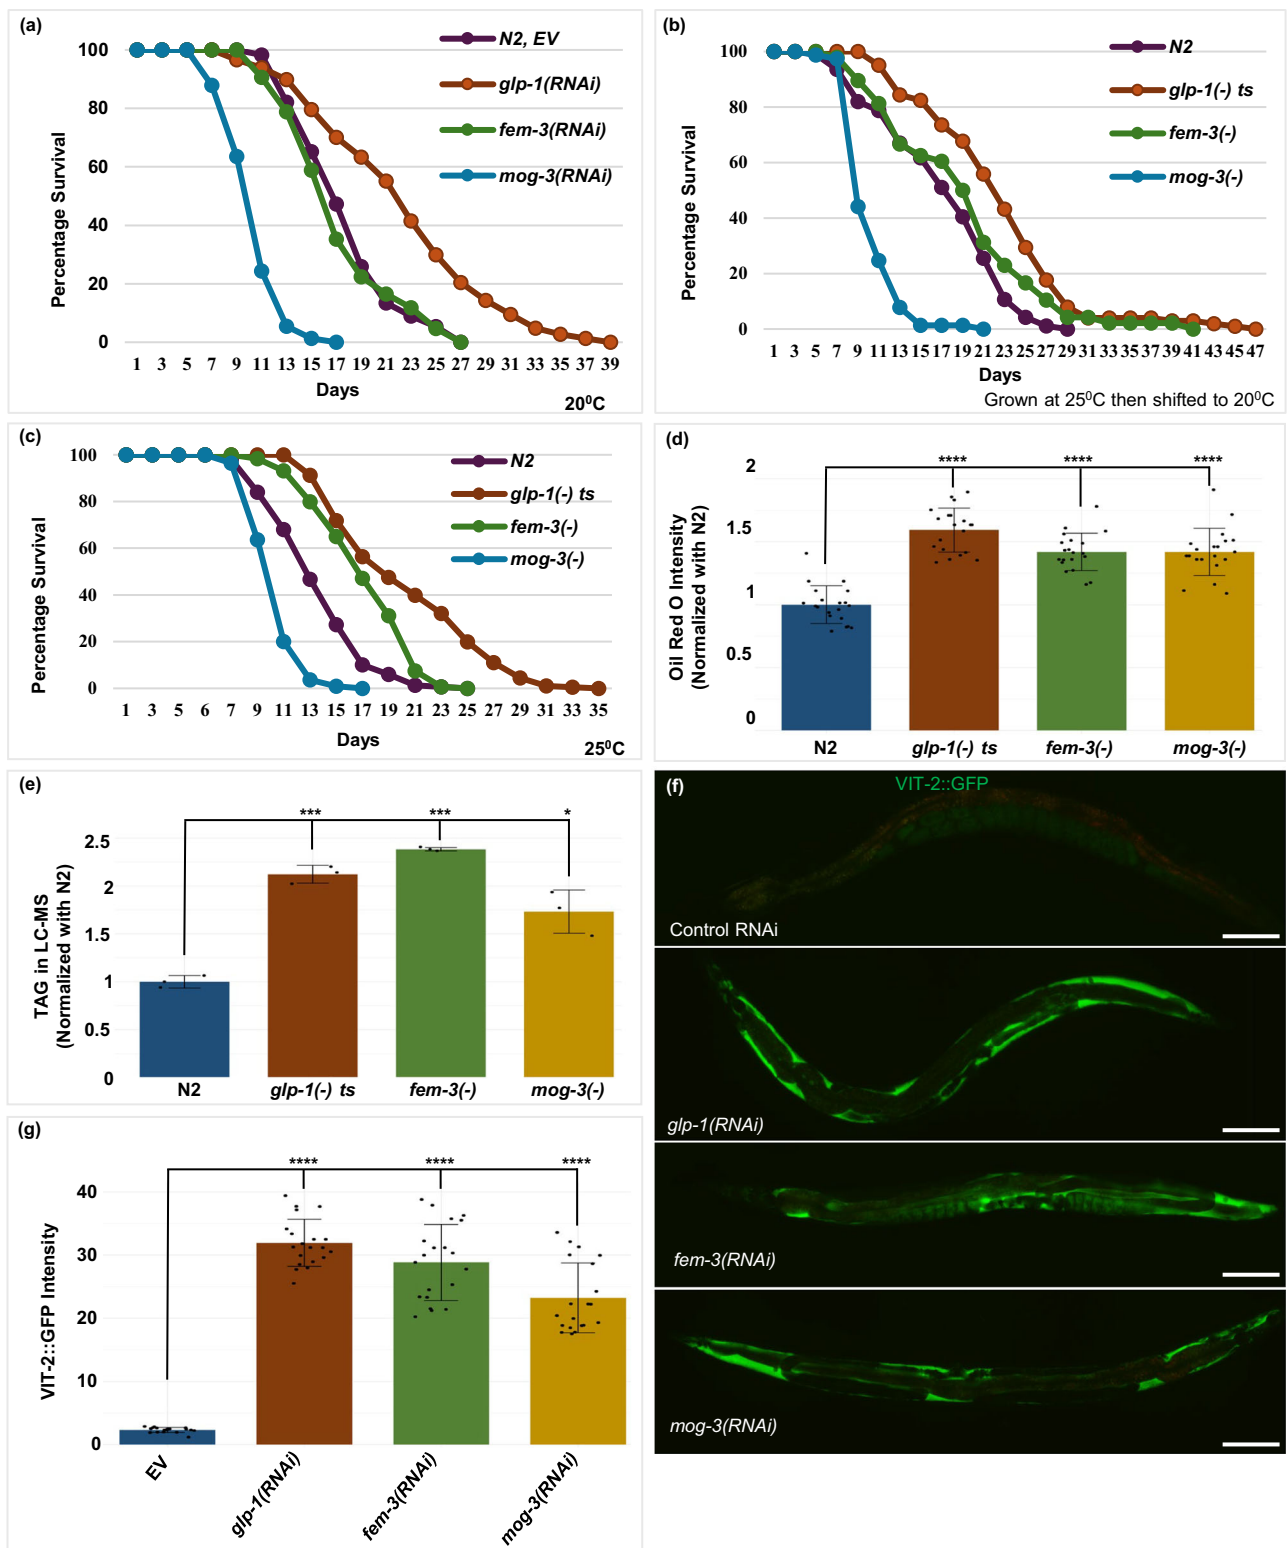 (a)
N2, EV
glp-1(RNAi)
fem-3(RNAi)
mog-3(RNAi)
Percentage Survival
100
80
60
40
20
0
1 3 5 7 9 11 13 15 17 19 21 23 25 27 29 31 33 35 37 39
Days
20⁰C
(b)
N2
glp-1(-) ts
fem-3(-)
mog-3(-)
Percentage Survival
100
80
60
40
20
0
1 3 5 7 9 11 13 15 17 19 21 23 25 27 29 31 33 35 37 39 41 43 45 47
Days
Grown at 25⁰C then shifted to 20⁰C
(c)
N2
glp-1(-) ts
fem-3(-)
mog-3(-)
Percentage Survival
100
80
60
40
20
0
1 3 5 6 7 9 11 13 15 17 19 21 23 25 27 29 31 33 35
Days
25⁰C
(d)
**** **** ****
Oil Red O Intensity
(Normalized with N2)
2
1.5
1
0.5
0
N2 glp-1(-) ts fem-3(-) mog-3(-)
(e)
*** *** *
TAG in LC-MS
(Normalized with N2)
2.5
2
1.5
1
0.5
0
N2 glp-1(-) ts fem-3(-) mog-3(-)
(f)
VIT-2::GFP
Control RNAi
glp-1(RNAi)
fem-3(RNAi)
mog-3(RNAi)
(g)
**** **** ****
VIT-2::GFP Intensity
40
30
20
10
0
EV glp-1(RNAi) fem-3(RNAi) mog-3(RNAi)